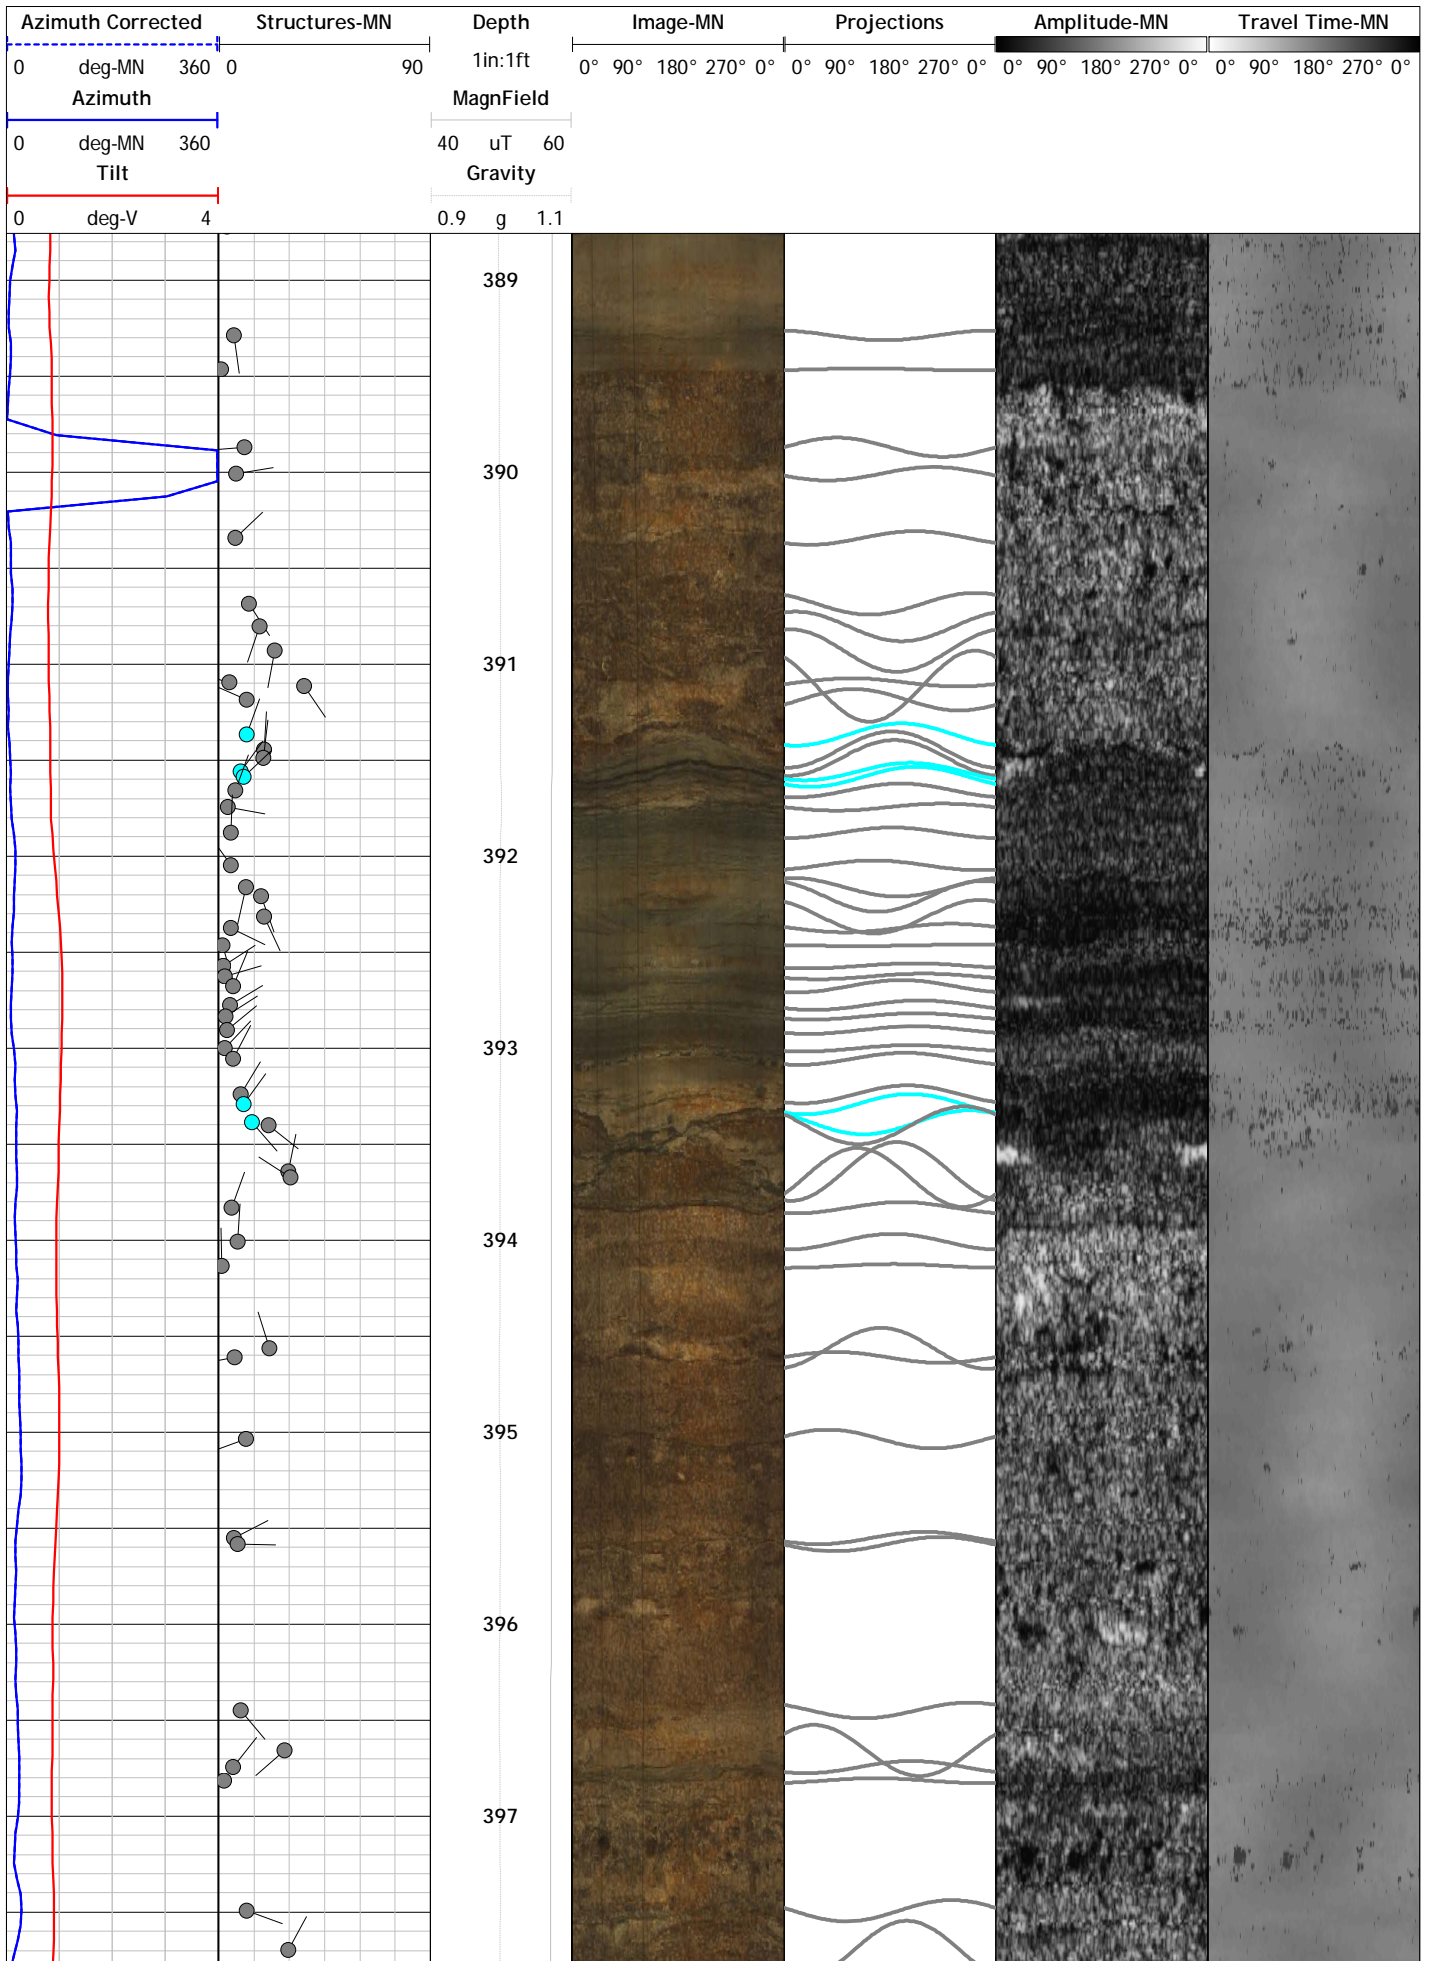 Azimuth Corrected Structures-MN Depth Image-MN Projections Amplitude-MN Travel Time-MN
1in:1ft
0 deg-MN 360 0 90 0° 90° 180° 270° 0° 0° 90° 180° 270° 0° 0° 90° 180° 270° 0° 0° 90° 180° 270° 0°
Azimuth MagnField
0 deg-MN 360 40 uT 60
Tilt Gravity
0 deg-V 4 0.9 g 1.1
389
390
391
392
393
394
395
396
397